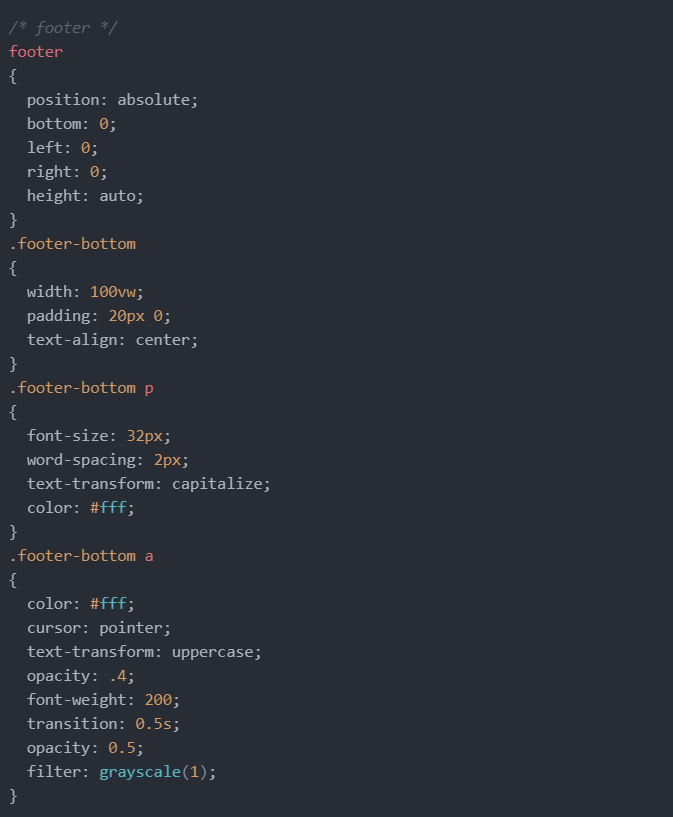 /* footer */
footer
{
  position: absolute;
  bottom: 0;
  left: 0;
  right: 0;
  height: auto;
}
.footer-bottom
{
  width: 100vw;
  padding: 20px 0;
  text-align: center;
}
.footer-bottom p
{
  font-size: 32px;
  word-spacing: 2px;
  text-transform: capitalize;
  color: #fff;
}
.footer-bottom a
{
  color: #fff;
  cursor: pointer;
  text-transform: uppercase;
  opacity: .4;
  font-weight: 200;
  transition: 0.5s;
  opacity: 0.5;
  filter: grayscale(1);
}